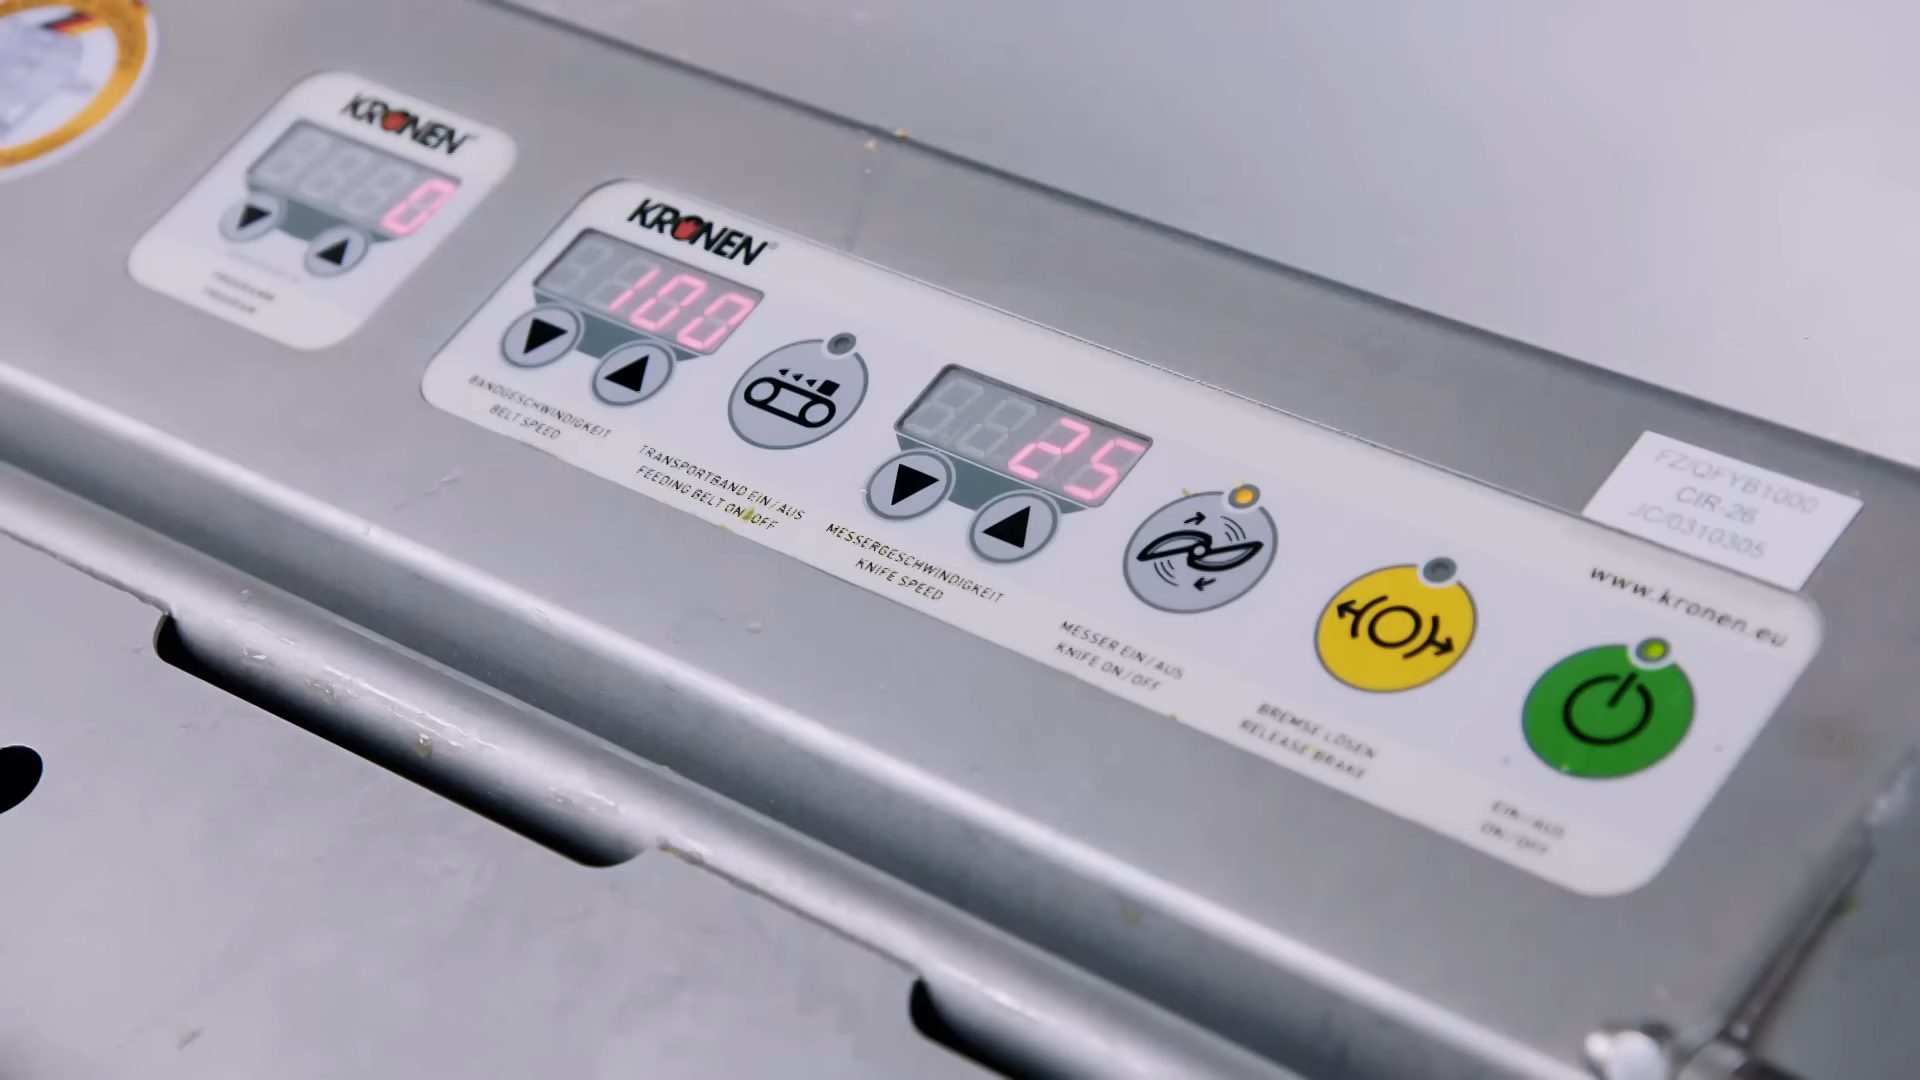 KRONEN
0
KRONEN®
100
BANDGESCHWINDIGKEIT
BELT SPEED
TRANSPORTBAND EIN / AUS
FEEDING BELT ON / OFF
25
MESSERGESCHWINDIGKEIT
KNIFE SPEED
MESSER EIN / AUS
KNIFE ON / OFF
BREMSE LÖSEN
RELEASE BRAKE
EIN / AUS
ON / OFF
www.kronen.eu
FZ/QFYB1000
CIR-26
JC/0310305